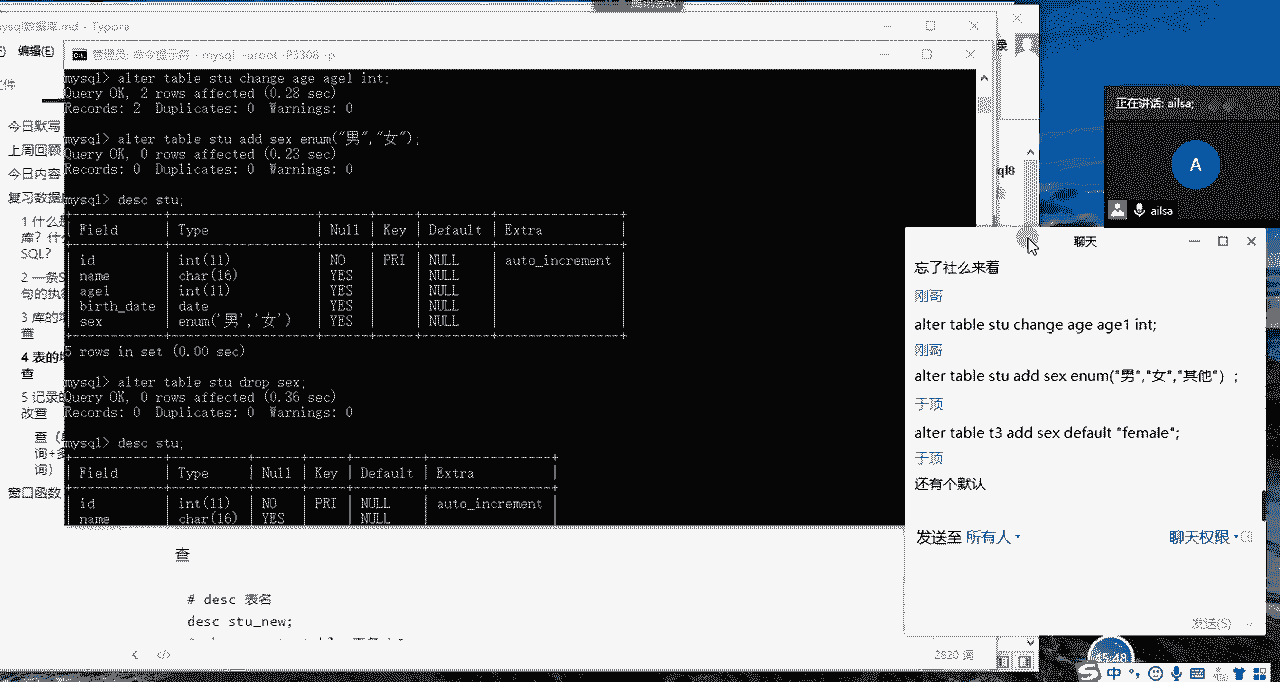 ysql数据库.md - Typora
编辑(E)
管理员: 命令提示符 - mysql -uroot -P3306 -p
今日默写
上周回顾
今日内容
复习数据
1 什么是
库? 什
SQL?
2 一条S
句的执行
3 库的增
查
4 表的增
查
5 记录的
改查
查（单
询+多
询）
窗口函数
mysql> alter table stu change age age1 int;
Query OK, 2 rows affected (0.28 sec)
Records: 2  Duplicates: 0  Warnings: 0
mysql> alter table stu add sex enum("男","女");
Query OK, 0 rows affected (0.23 sec)
Records: 0  Duplicates: 0  Warnings: 0
mysql> desc stu;
| Field | Type | Null | Key | Default | Extra |
| id | int(11) | NO | PRI | NULL | auto_increment |
| name | char(16) | YES | | NULL | |
| age1 | int(11) | YES | | NULL | |
| birth_date | date | YES | | NULL | |
| sex | enum('男','女') | YES | | NULL | |
5 rows in set (0.00 sec)
mysql> alter table stu drop sex;
Query OK, 0 rows affected (0.36 sec)
Records: 0  Duplicates: 0  Warnings: 0
mysql> desc stu;
| Field | Type | Null | Key | Default | Extra |
| id | int(11) | NO | PRI | NULL | auto_increment |
| name | char(16) | YES | | NULL | |
查
# desc 表名
desc stu_new;
2820 词
ql8
正在讲话: ailsa;
A
ailsa
聊天
忘了社么来着
刚哥
alter table stu change age age1 int;
刚哥
alter table stu add sex enum("男","女","其他") ;
于顶
alter table t3 add sex default "female";
于顶
还有个默认
发送至 所有人
聊天权限
发送(S)
45:48
中